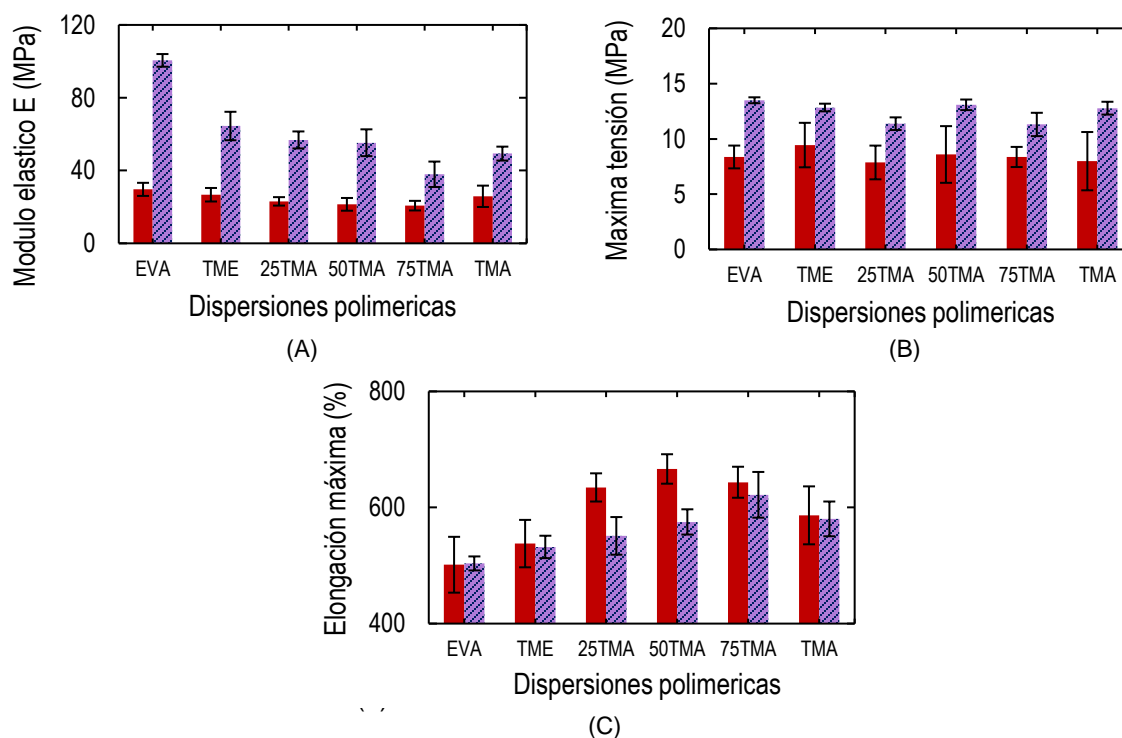 Modulo elastico E (MPa)
120
80
40
0
EVA TME 25TMA 50TMA 75TMA TMA
Dispersiones polimericas
(A)
Maxima tensión (MPa)
20
15
10
5
0
EVA TME 25TMA 50TMA 75TMA TMA
Dispersiones polimericas
(B)
Elongación máxima (%)
800
600
400
EVA TME 25TMA 50TMA 75TMA TMA
Dispersiones polimericas
(C)